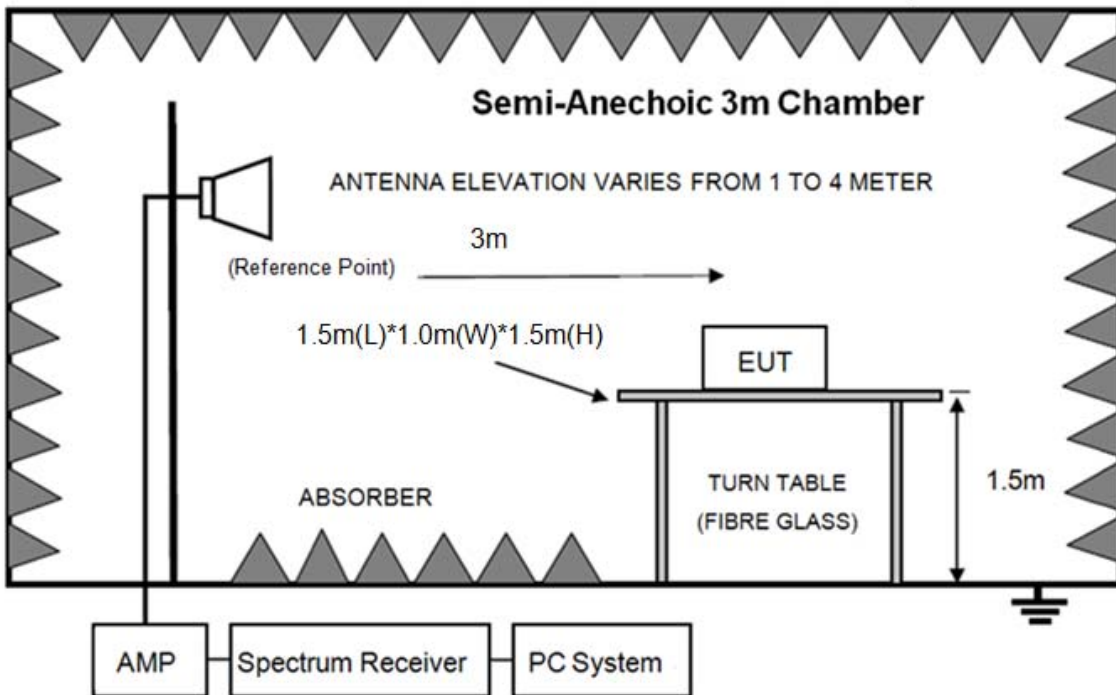 Semi-Anechoic 3m Chamber
ANTENNA ELEVATION VARIES FROM 1 TO 4 METER
3m
(Reference Point)
1.5m(L)*1.0m(W)*1.5m(H)
EUT
TURN TABLE
(FIBRE GLASS)
1.5m
ABSORBER
AMP
Spectrum Receiver
PC System